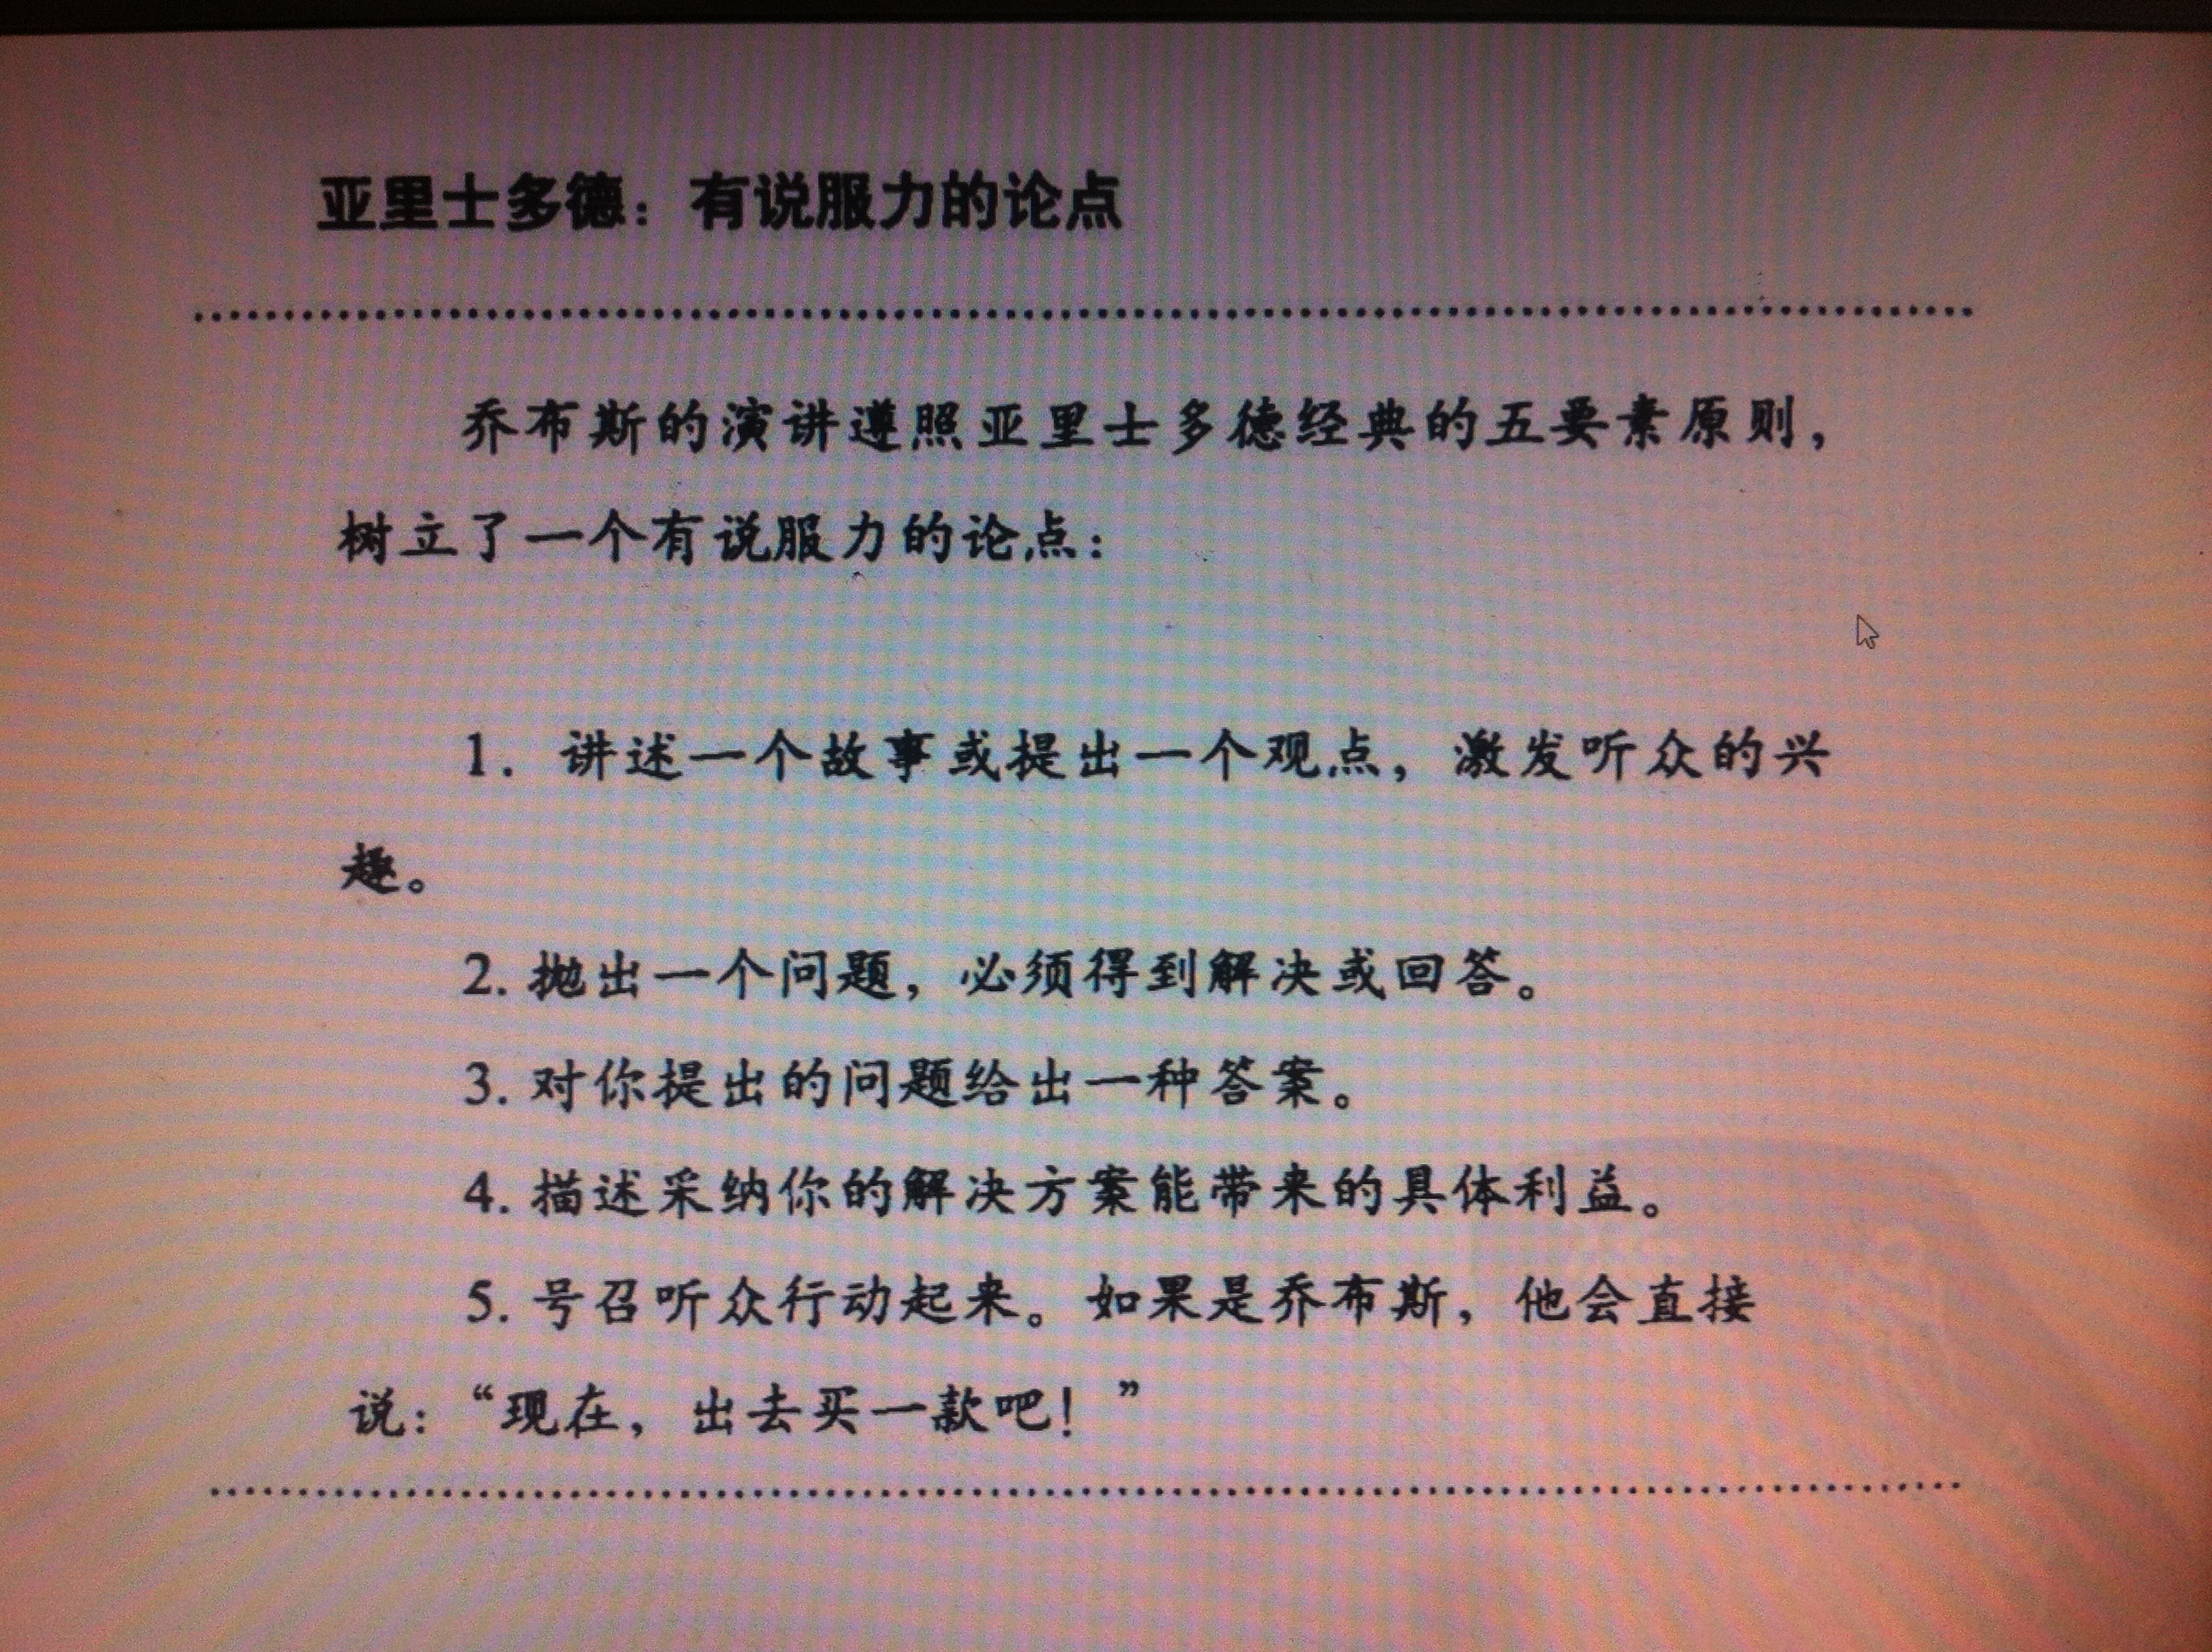 亚里士多德：有说服力的论点
乔布斯的演讲遵照亚里士多德经典的五要素原则，
树立了一个有说服力的论点：
1. 讲述一个故事或提出一个观点，激发听众的兴
趣。
2. 抛出一个问题，必须得到解决或回答。
3. 对你提出的问题给出一种答案。
4. 描述采纳你的解决方案能带来的具体利益。
5. 号召听众行动起来。如果是乔布斯，他会直接
说：“现在，出去买一款吧！”